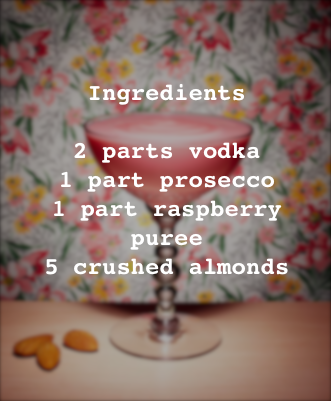 Ingredients
2 parts vodka
1 part prosecco
1 part raspberry
puree
5 crushed almonds